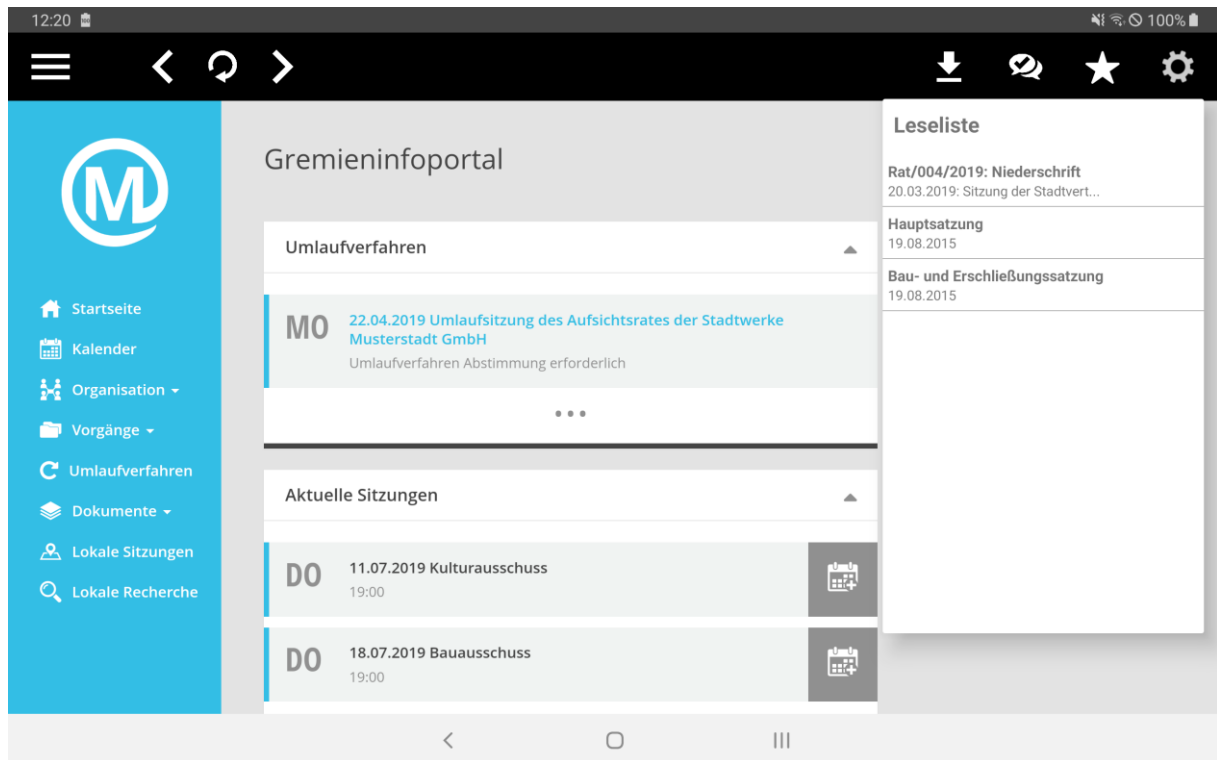 12:20
100%
M
Startseite
Kalender
Organisation
Vorgänge
Umlaufverfahren
Dokumente
Lokale Sitzungen
Lokale Recherche
Gremieninfoportal
Umlaufverfahren
MO
22.04.2019 Umlaufsitzung des Aufsichtsrates der Stadtwerke
Musterstadt GmbH
Umlaufverfahren Abstimmung erforderlich
Aktuelle Sitzungen
DO
11.07.2019 Kulturausschuss
19:00
DO
18.07.2019 Bauausschuss
19:00
Leseliste
Rat/004/2019: Niederschrift
20.03.2019: Sitzung der Stadtvert...
Hauptsatzung
19.08.2015
Bau- und Erschließungssatzung
19.08.2015